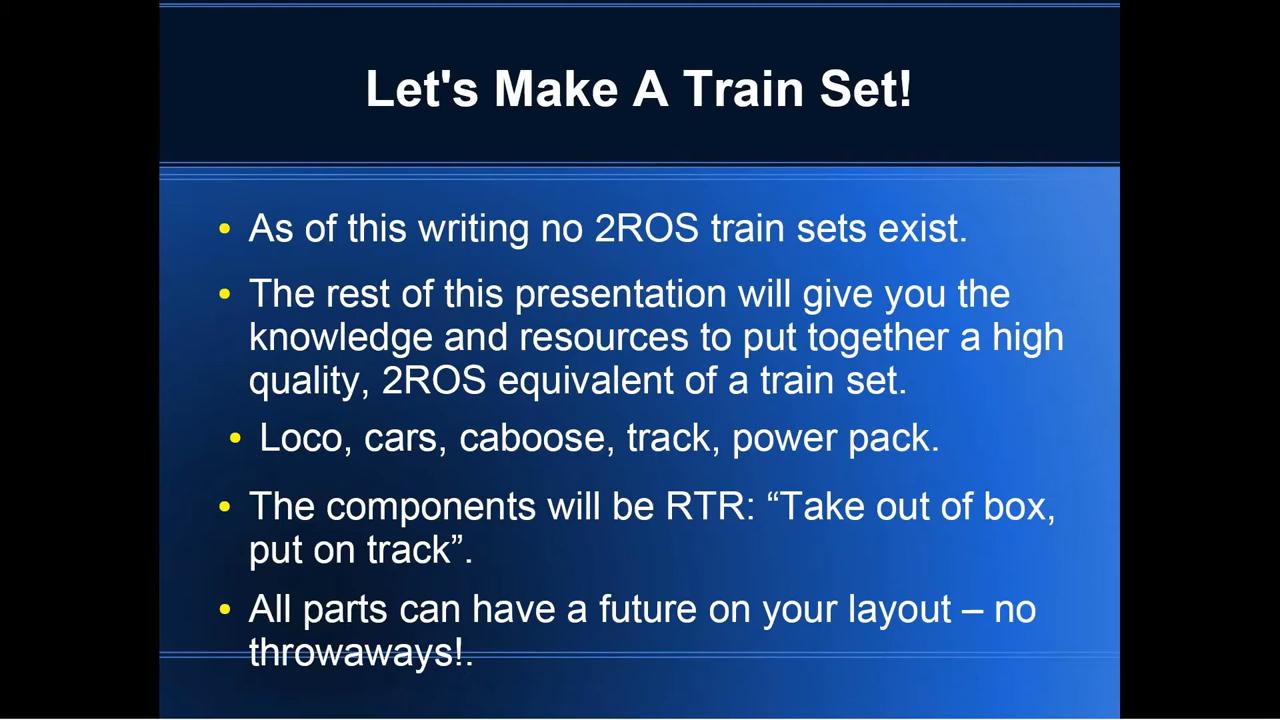 Let's Make A Train Set!
• As of this writing no 2ROS train sets exist.
• The rest of this presentation will give you the
knowledge and resources to put together a high
quality, 2ROS equivalent of a train set.
• Loco, cars, caboose, track, power pack.
• The components will be RTR: “Take out of box,
put on track”.
• All parts can have a future on your layout – no
throwaways!.